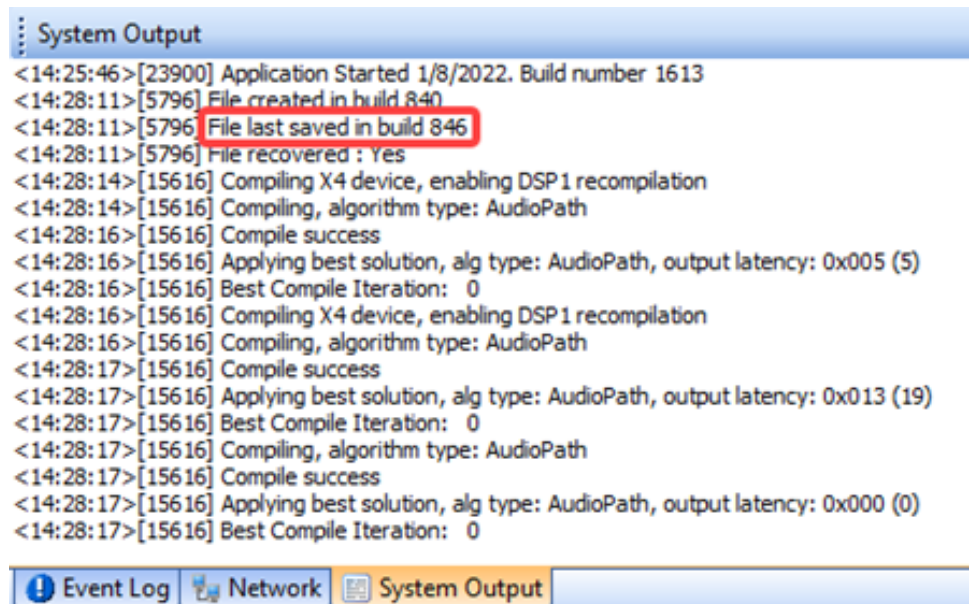 System Output
<14:25:46>[23900] Application Started 1/8/2022. Build number 1613
<14:28:11>[5796] File created in build 840
<14:28:11>[5796] File last saved in build 846
<14:28:11>[5796] File recovered : Yes
<14:28:14>[15616] Compiling X4 device, enabling DSP1 recompilation
<14:28:14>[15616] Compiling, algorithm type: AudioPath
<14:28:16>[15616] Compile success
<14:28:16>[15616] Applying best solution, alg type: AudioPath, output latency: 0x005 (5)
<14:28:16>[15616] Best Compile Iteration:   0
<14:28:16>[15616] Compiling X4 device, enabling DSP1 recompilation
<14:28:16>[15616] Compiling, algorithm type: AudioPath
<14:28:17>[15616] Compile success
<14:28:17>[15616] Applying best solution, alg type: AudioPath, output latency: 0x013 (19)
<14:28:17>[15616] Best Compile Iteration:   0
<14:28:17>[15616] Compiling, algorithm type: AudioPath
<14:28:17>[15616] Compile success
<14:28:17>[15616] Applying best solution, alg type: AudioPath, output latency: 0x000 (0)
<14:28:17>[15616] Best Compile Iteration:   0
Event Log Network System Output